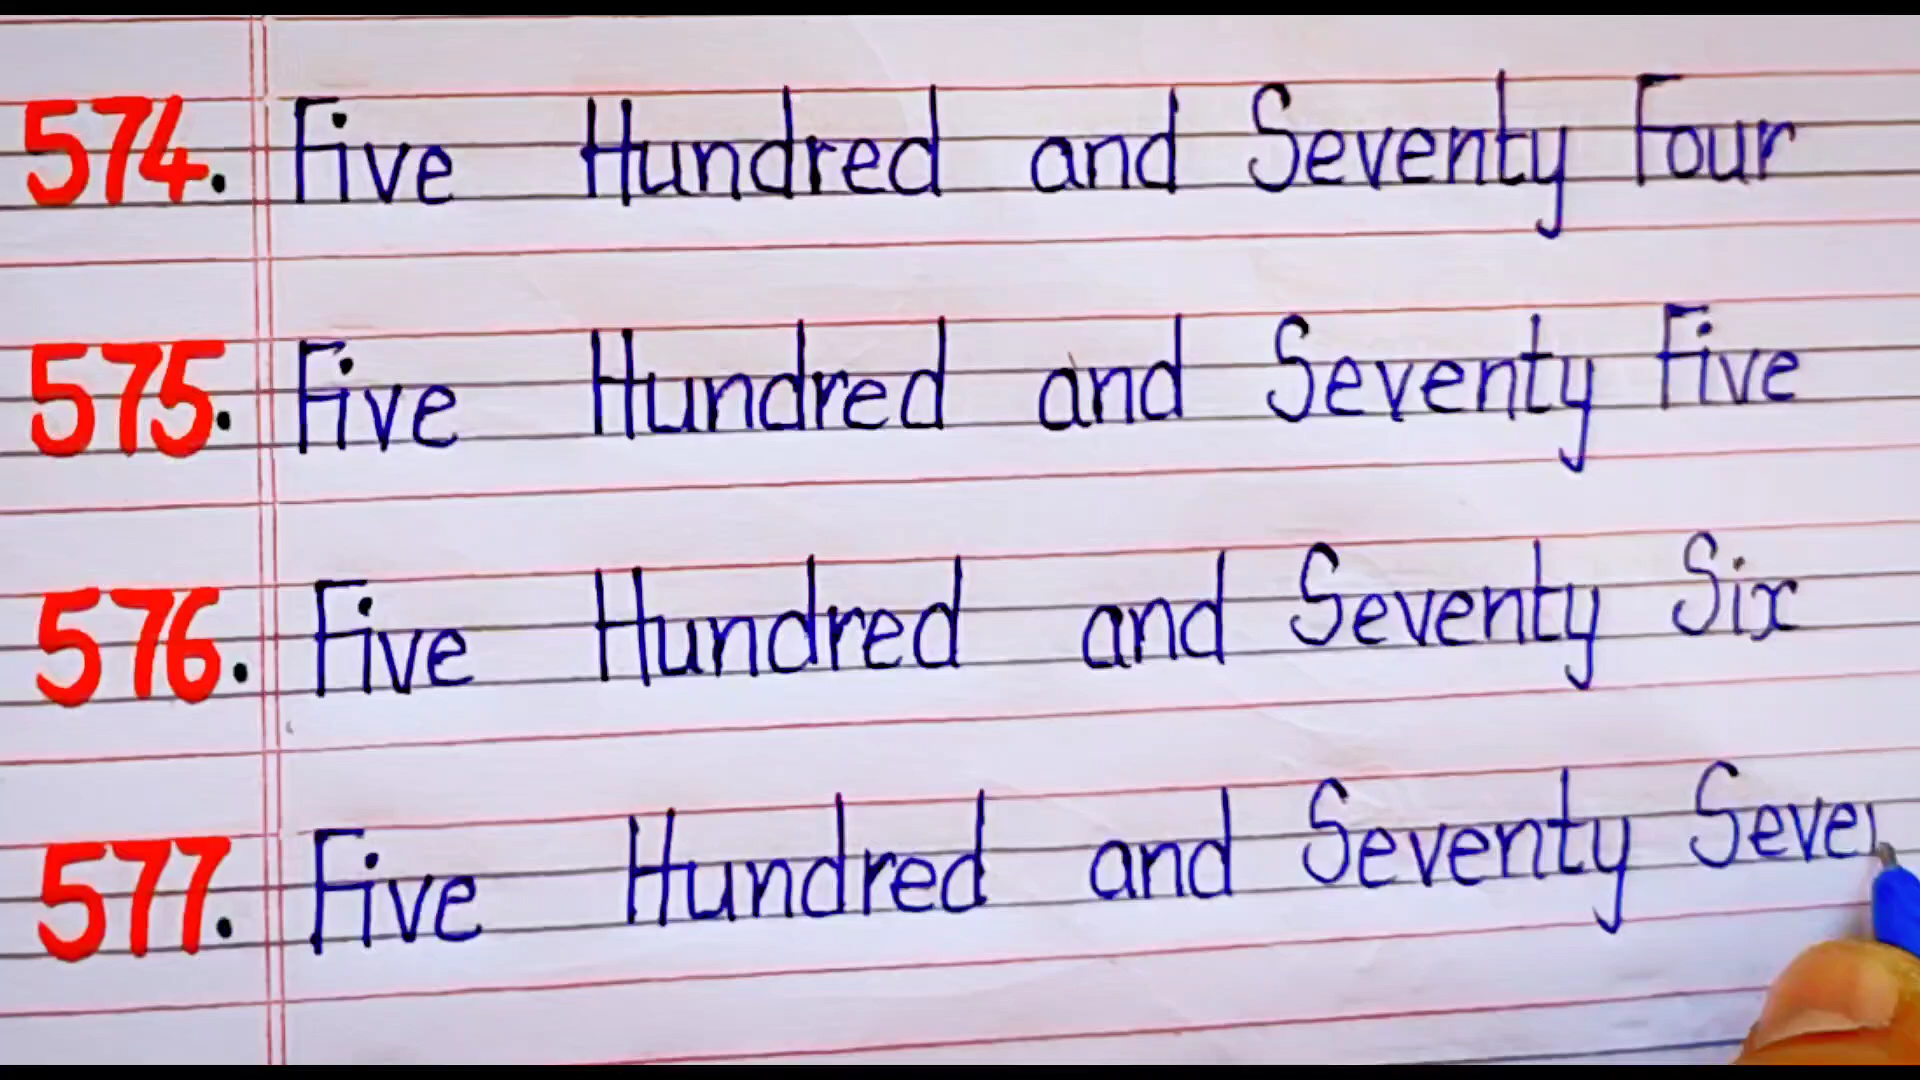 574. Five Hundred and Seventy Four
575. Five Hundred and Seventy Five
576. Five Hundred and Seventy Six
577. Five Hundred and Seventy Seve